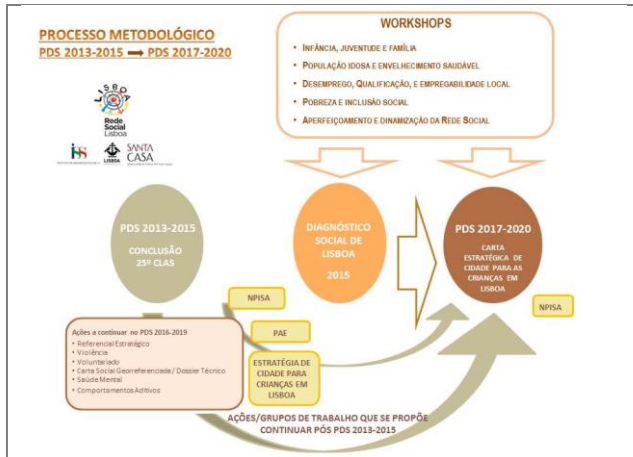 PROCESSO METODOLÓGICO
PDS 2013-2015 ➡ PDS 2017-2020
WORKSHOPS
• INFÂNCIA, JUVENTUDE E FAMÍLIA
• POPULAÇÃO IDOSA E ENVELHECIMENTO SAUDÁVEL
• DESEMPREGO, QUALIFICAÇÃO, E EMPREGABILIDADE LOCAL
• POBREZA E INCLUSÃO SOCIAL
• APERFEIÇOAMENTO E DINAMIZAÇÃO DA REDE SOCIAL
LISBOA
Rede
Social
Lisboa
iss
LISBOA
SANTA
CASA
PDS 2013-2015
CONCLUSÃO
25º CLAS
DIAGNÓSTICO
SOCIAL DE
LISBOA
2015
PDS 2017-2020
CARTA
ESTRATÉGICA DE
CIDADE PARA AS
CRIANÇAS EM
LISBOA
NPISA
NPISA
PAE
ESTRATÉGIA DE
CIDADE PARA
CRIANÇAS EM
LISBOA
Ações a continuar no PDS 2016-2019
• Referencial Estratégico
• Violência
• Voluntariado
• Carta Social Georreferenciada / Dossier Técnico
• Saúde Mental
• Comportamentos Aditivos
AÇÕES/GRUPOS DE TRABALHO QUE SE PROPÕE
CONTINUAR PÓS PDS 2013-2015